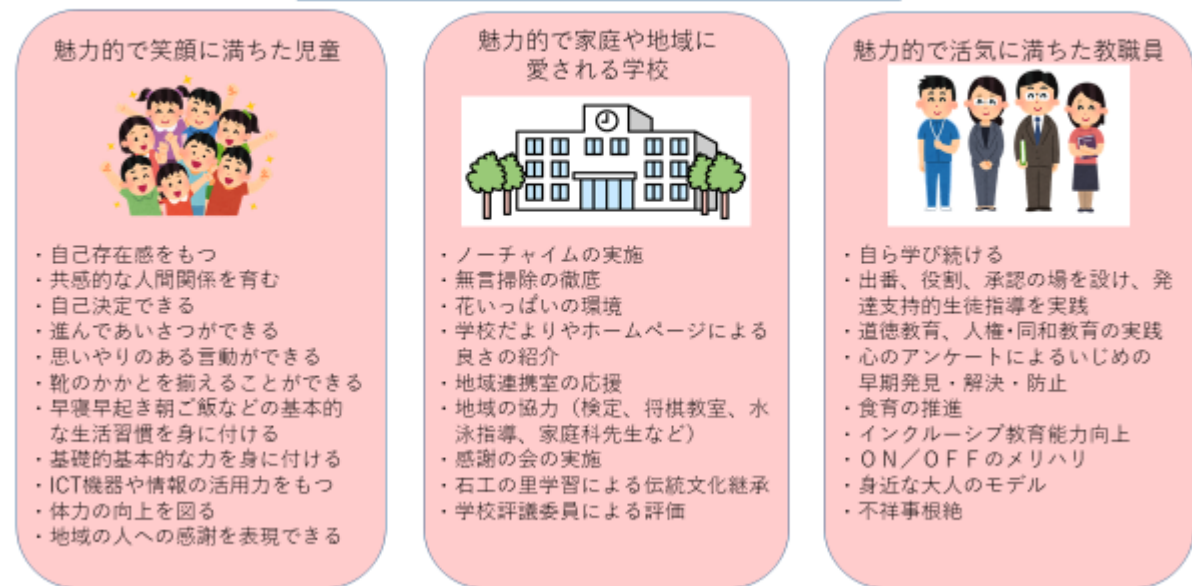 魅力的で笑顔に満ちた児童
・自己存在感をもつ
・共感的な人間関係を育む
・自己決定できる
・進んであいさつができる
・思いやりのある言動ができる
・靴のかかとを揃えることができる
・早寝早起き朝ご飯などの基本的
な生活習慣を身に付ける
・基礎的基本的な力を身に付ける
・ICT機器や情報の活用力をもつ
・体力の向上を図る
・地域の人への感謝を表現できる
魅力的で家庭や地域に
愛される学校
・ノーチャイムの実施
・無言掃除の徹底
・花いっぱいの環境
・学校だよりやホームページによる
良さの紹介
・地域連携室の応援
・地域の協力（検定、将棋教室、水
泳指導、家庭科先生など）
・感謝の会の実施
・石工の里学習による伝統文化継承
・学校評議委員による評価
魅力的で活気に満ちた教職員
・自ら学び続ける
・出番、役割、承認の場を設け、発
達支持的生徒指導を実践
・道徳教育、人権・同和教育の実践
・心のアンケートによるいじめの
早期発見・解決・防止
・食育の推進
・インクルーシブ教育能力向上
・ＯＮ／ＯＦＦのメリハリ
・身近な大人のモデル
・不祥事根絶